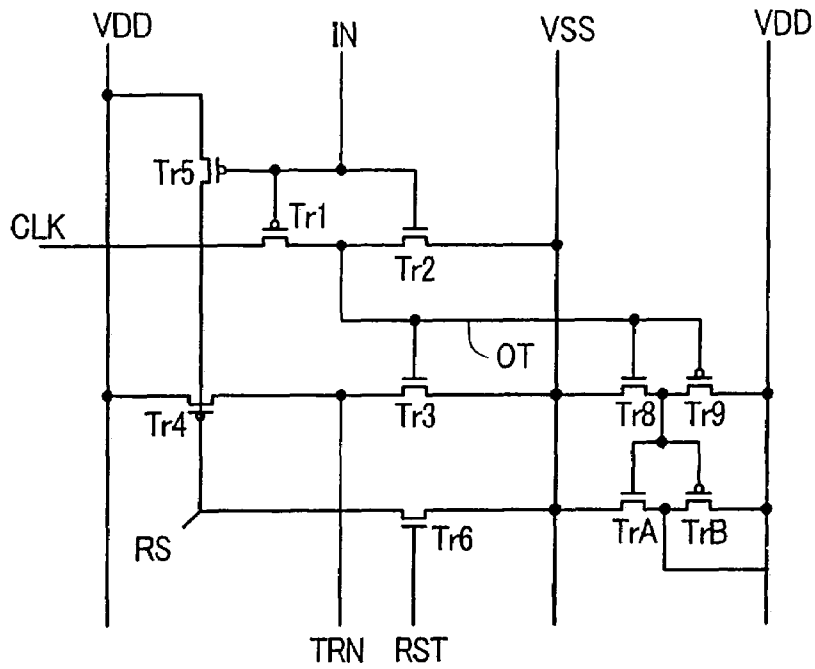 VDD
IN
VSS
VDD
Tr5
Tr1
CLK
Tr2
OT
Tr4
Tr3
Tr8
Tr9
RS
Tr6
TrA
TrB
TRN
RST